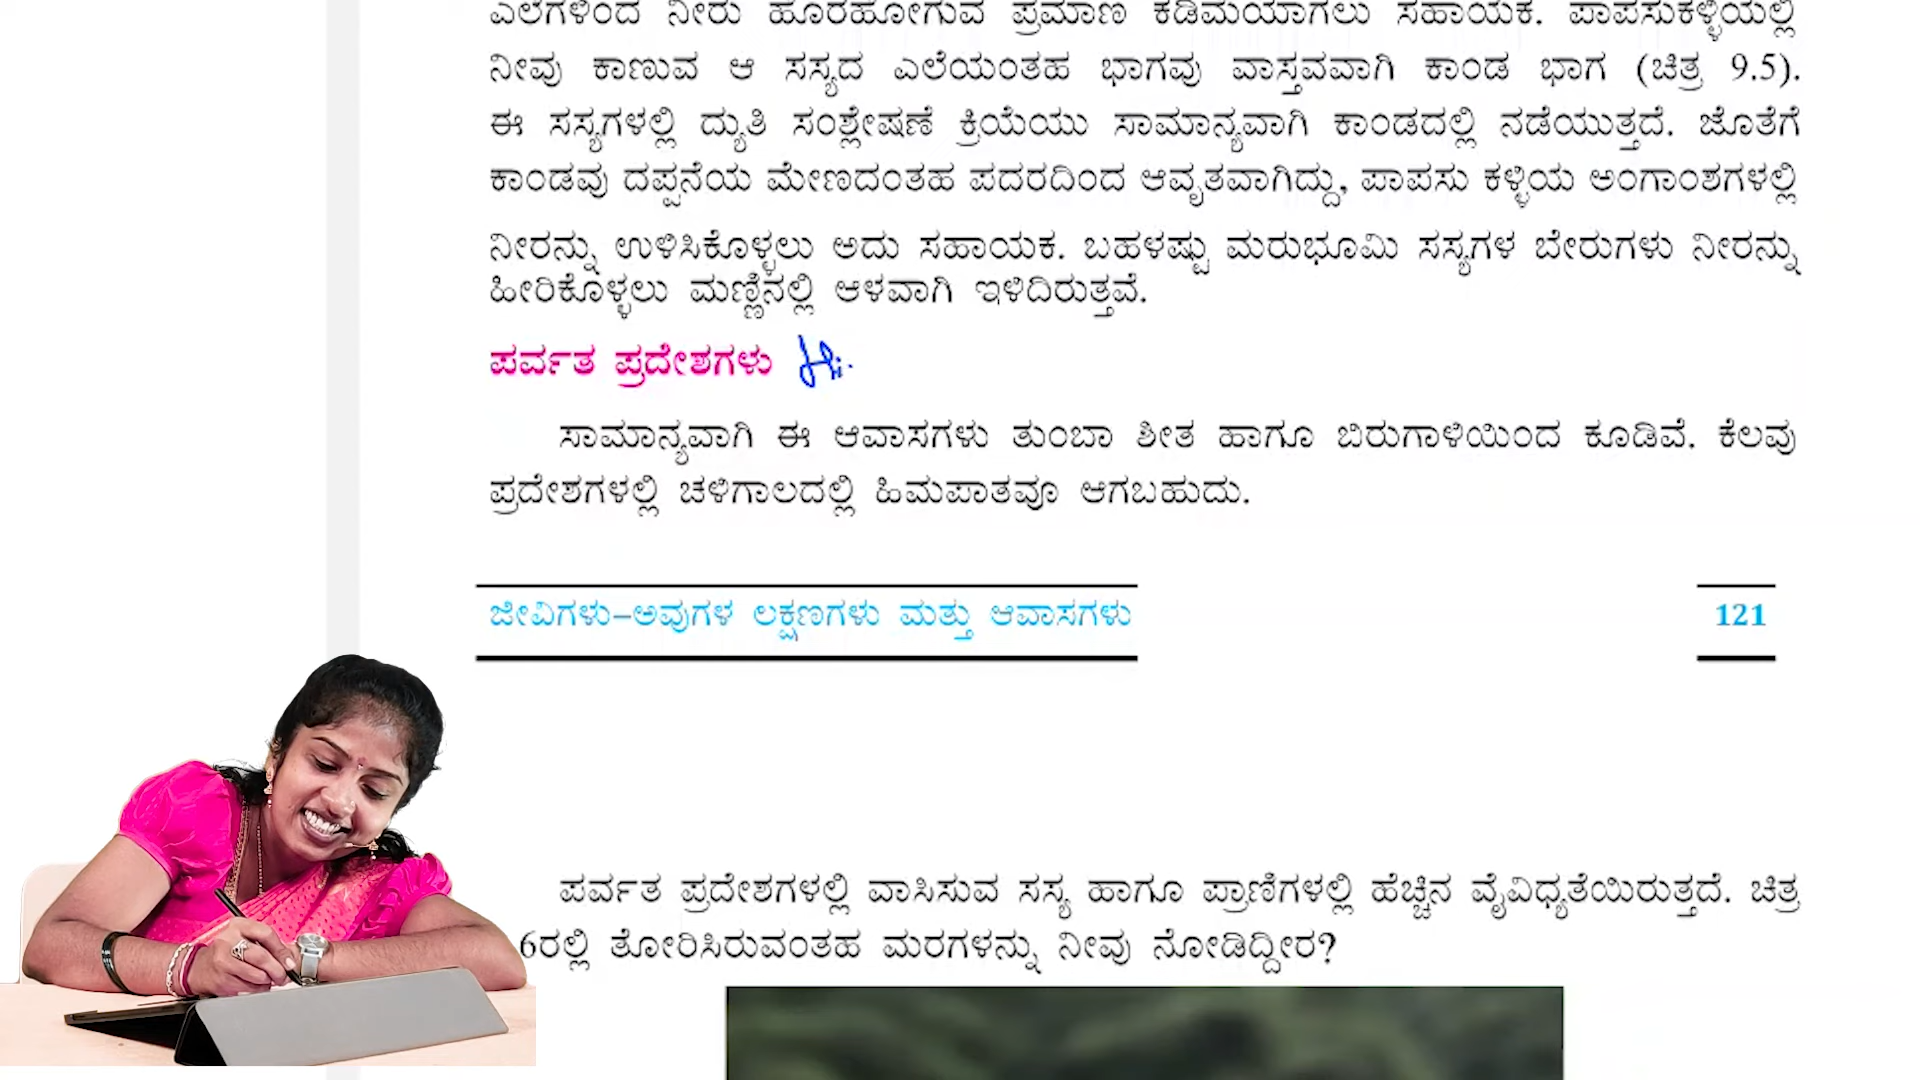 ಎಲೆಗಳಿಂದ ನೀರು ಹೊರಹೋಗುವ ಪ್ರಮಾಣ ಕಡಿಮೆಯಾಗಲು ಸಹಾಯಕ. ಪಾಪಸುಕಳ್ಳಿಯಲ್ಲಿ
ನೀವು ಕಾಣುವ ಆ ಸಸ್ಯದ ಎಲೆಯಂತಹ ಭಾಗವು ವಾಸ್ತವವಾಗಿ ಕಾಂಡ ಭಾಗ (ಚಿತ್ರ 9.5).
ಈ ಸಸ್ಯಗಳಲ್ಲಿ ದ್ಯುತಿ ಸಂಶ್ಲೇಷಣೆ ಕ್ರಿಯೆಯು ಸಾಮಾನ್ಯವಾಗಿ ಕಾಂಡದಲ್ಲಿ ನಡೆಯುತ್ತದೆ. ಜೊತೆಗೆ
ಕಾಂಡವು ದಪ್ಪನೆಯ ಮೇಣದಂತಹ ಪದರದಿಂದ ಆವೃತವಾಗಿದ್ದು, ಪಾಪಸು ಕಳ್ಳಿಯ ಅಂಗಾಂಶಗಳಲ್ಲಿ
ನೀರನ್ನು ಉಳಿಸಿಕೊಳ್ಳಲು ಅದು ಸಹಾಯಕ. ಬಹಳಷ್ಟು ಮರುಭೂಮಿ ಸಸ್ಯಗಳ ಬೇರುಗಳು ನೀರನ್ನು
ಹೀರಿಕೊಳ್ಳಲು ಮಣ್ಣಿನಲ್ಲಿ ಆಳವಾಗಿ ಇಳಿದಿರುತ್ತವೆ.
ಪರ್ವತ ಪ್ರದೇಶಗಳು Hi
ಸಾಮಾನ್ಯವಾಗಿ ಈ ಆವಾಸಗಳು ತುಂಬಾ ಶೀತ ಹಾಗೂ ಬಿರುಗಾಳಿಯಿಂದ ಕೂಡಿವೆ. ಕೆಲವು
ಪ್ರದೇಶಗಳಲ್ಲಿ ಚಳಿಗಾಲದಲ್ಲಿ ಹಿಮಪಾತವೂ ಆಗಬಹುದು.
ಜೀವಿಗಳು–ಅವುಗಳ ಲಕ್ಷಣಗಳು ಮತ್ತು ಆವಾಸಗಳು 121
ಪರ್ವತ ಪ್ರದೇಶಗಳಲ್ಲಿ ವಾಸಿಸುವ ಸಸ್ಯ ಹಾಗೂ ಪ್ರಾಣಿಗಳಲ್ಲಿ ಹೆಚ್ಚಿನ ವೈವಿಧ್ಯತೆಯಿರುತ್ತದೆ. ಚಿತ್ರ
6ರಲ್ಲಿ ತೋರಿಸಿರುವಂತಹ ಮರಗಳನ್ನು ನೀವು ನೋಡಿದ್ದೀರ?